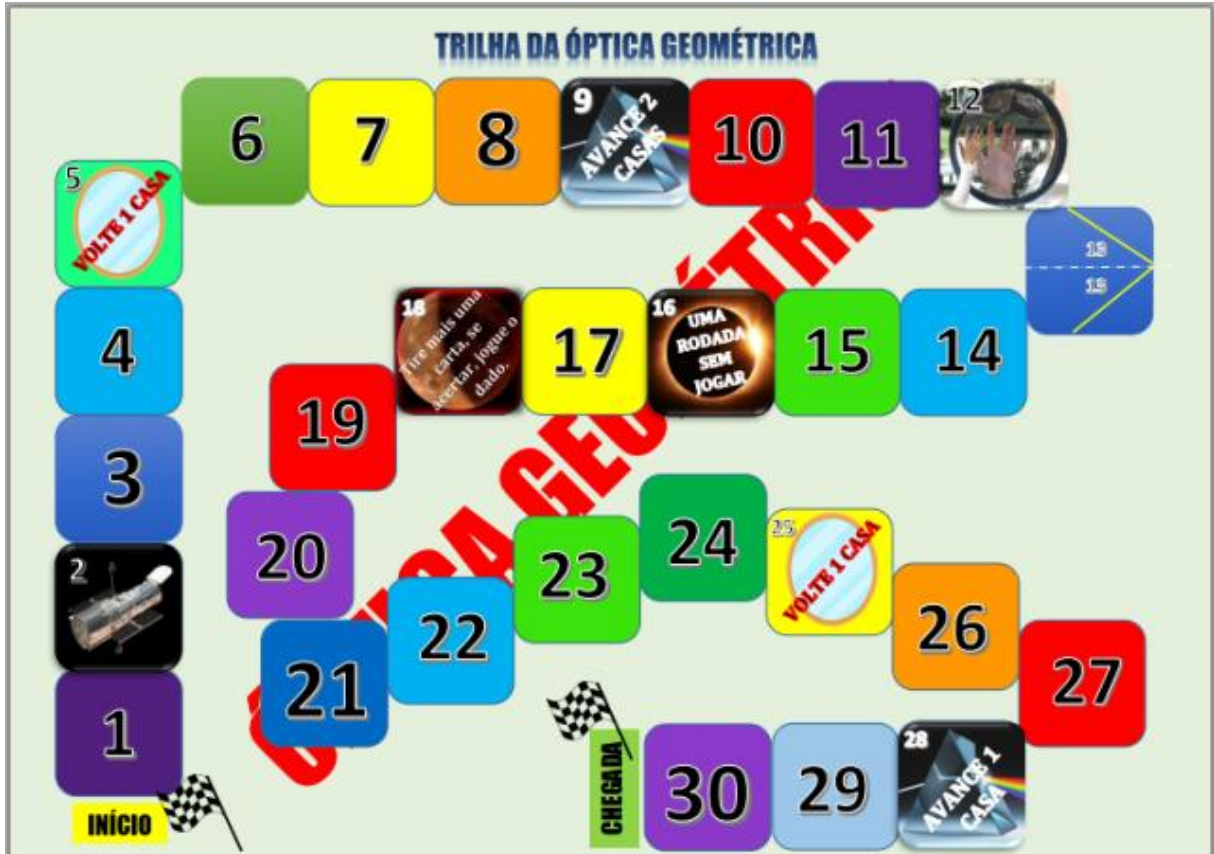 TRILHA DA ÓPTICA GEOMÉTRICA
6
7
8
9
AVANCE 2
CASAS
10
11
12
5
VOLTE 1 CASA
13
13
4
18
Tire mais uma
carta, se
acertar, jogue o
dado.
17
16
UMA
RODADA
SEM
JOGAR
15
14
19
3
20
24
23
25
VOLTE 1 CASA
2
22
26
21
27
1
CHEGADA
30
29
28
AVANCE 1
CASA
INÍCIO